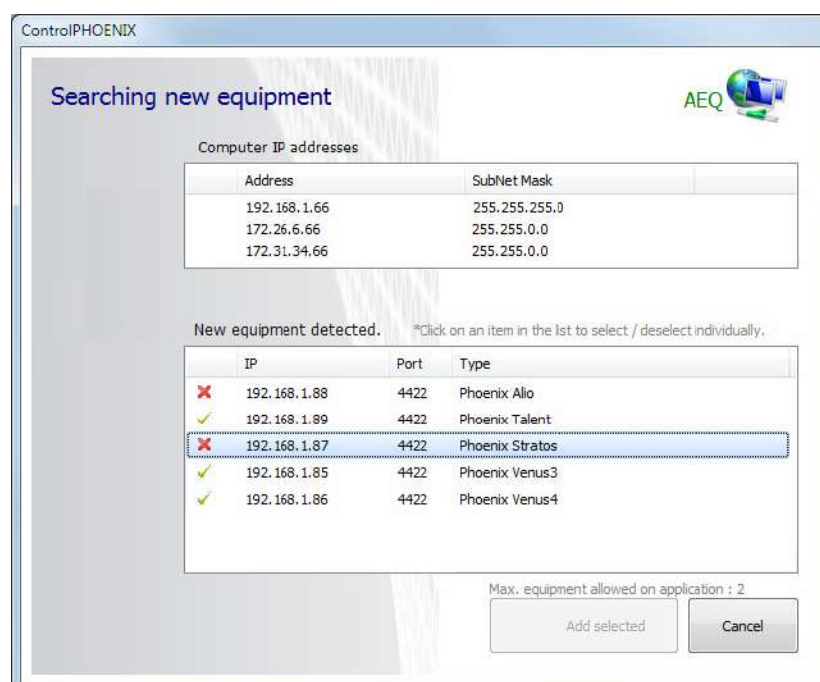 ControlPHOENIX
Searching new equipment
AEQ
Computer IP addresses
Address SubNet Mask
192.168.1.66 255.255.255.0
172.26.6.66 255.255.0.0
172.31.34.66 255.255.0.0
New equipment detected. *Click on an item in the list to select / deselect individually.
IP Port Type
192.168.1.88 4422 Phoenix Alio
192.168.1.89 4422 Phoenix Talent
192.168.1.87 4422 Phoenix Stratos
192.168.1.85 4422 Phoenix Venus3
192.168.1.86 4422 Phoenix Venus4
Max. equipment allowed on application : 2
Add selected Cancel